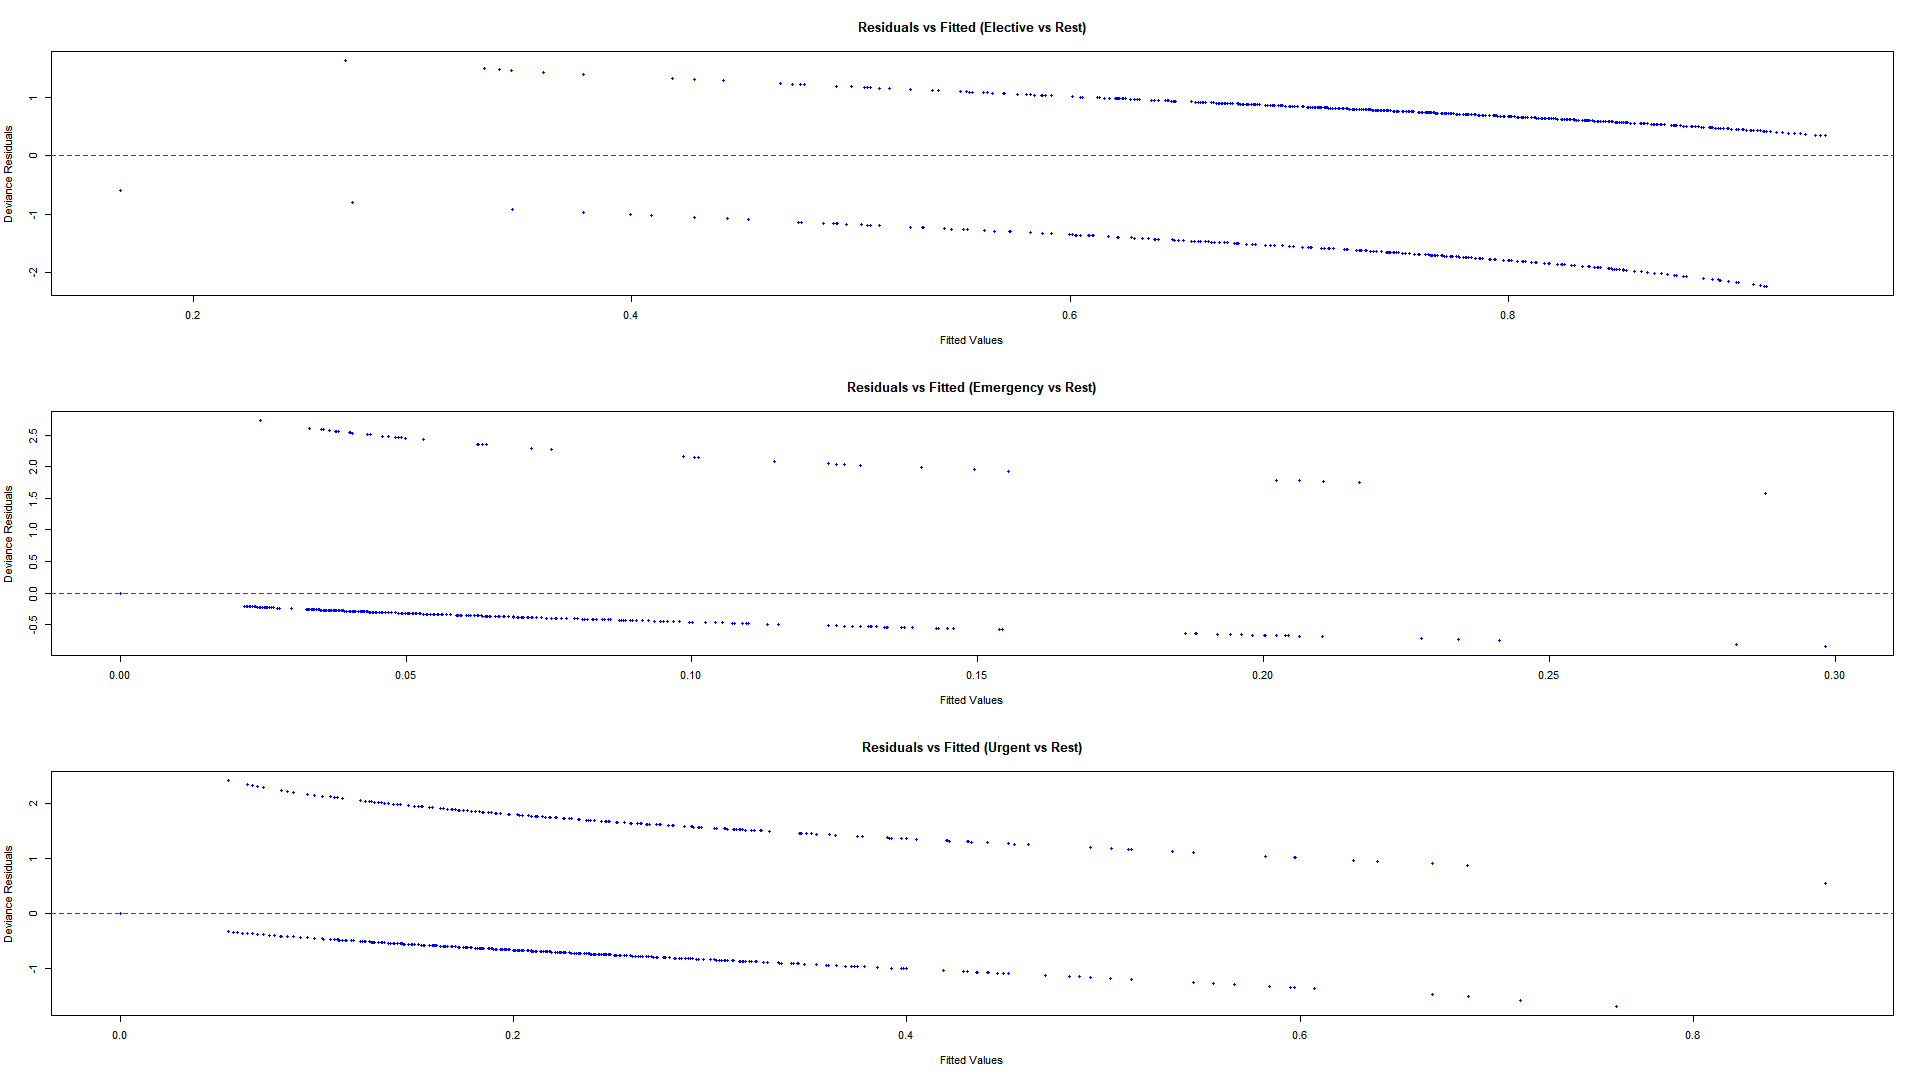 Residuals vs Fitted (Elective vs Rest)
Deviance Residuals
1
0
-1
-2
0.2 0.4 0.6 0.8
Fitted Values
Residuals vs Fitted (Emergency vs Rest)
Deviance Residuals
2.5
2.0
1.5
1.0
0.5
0.0
-0.5
0.00 0.05 0.10 0.15 0.20 0.25 0.30
Fitted Values
Residuals vs Fitted (Urgent vs Rest)
Deviance Residuals
2
1
0
-1
0.0 0.2 0.4 0.6 0.8
Fitted Values